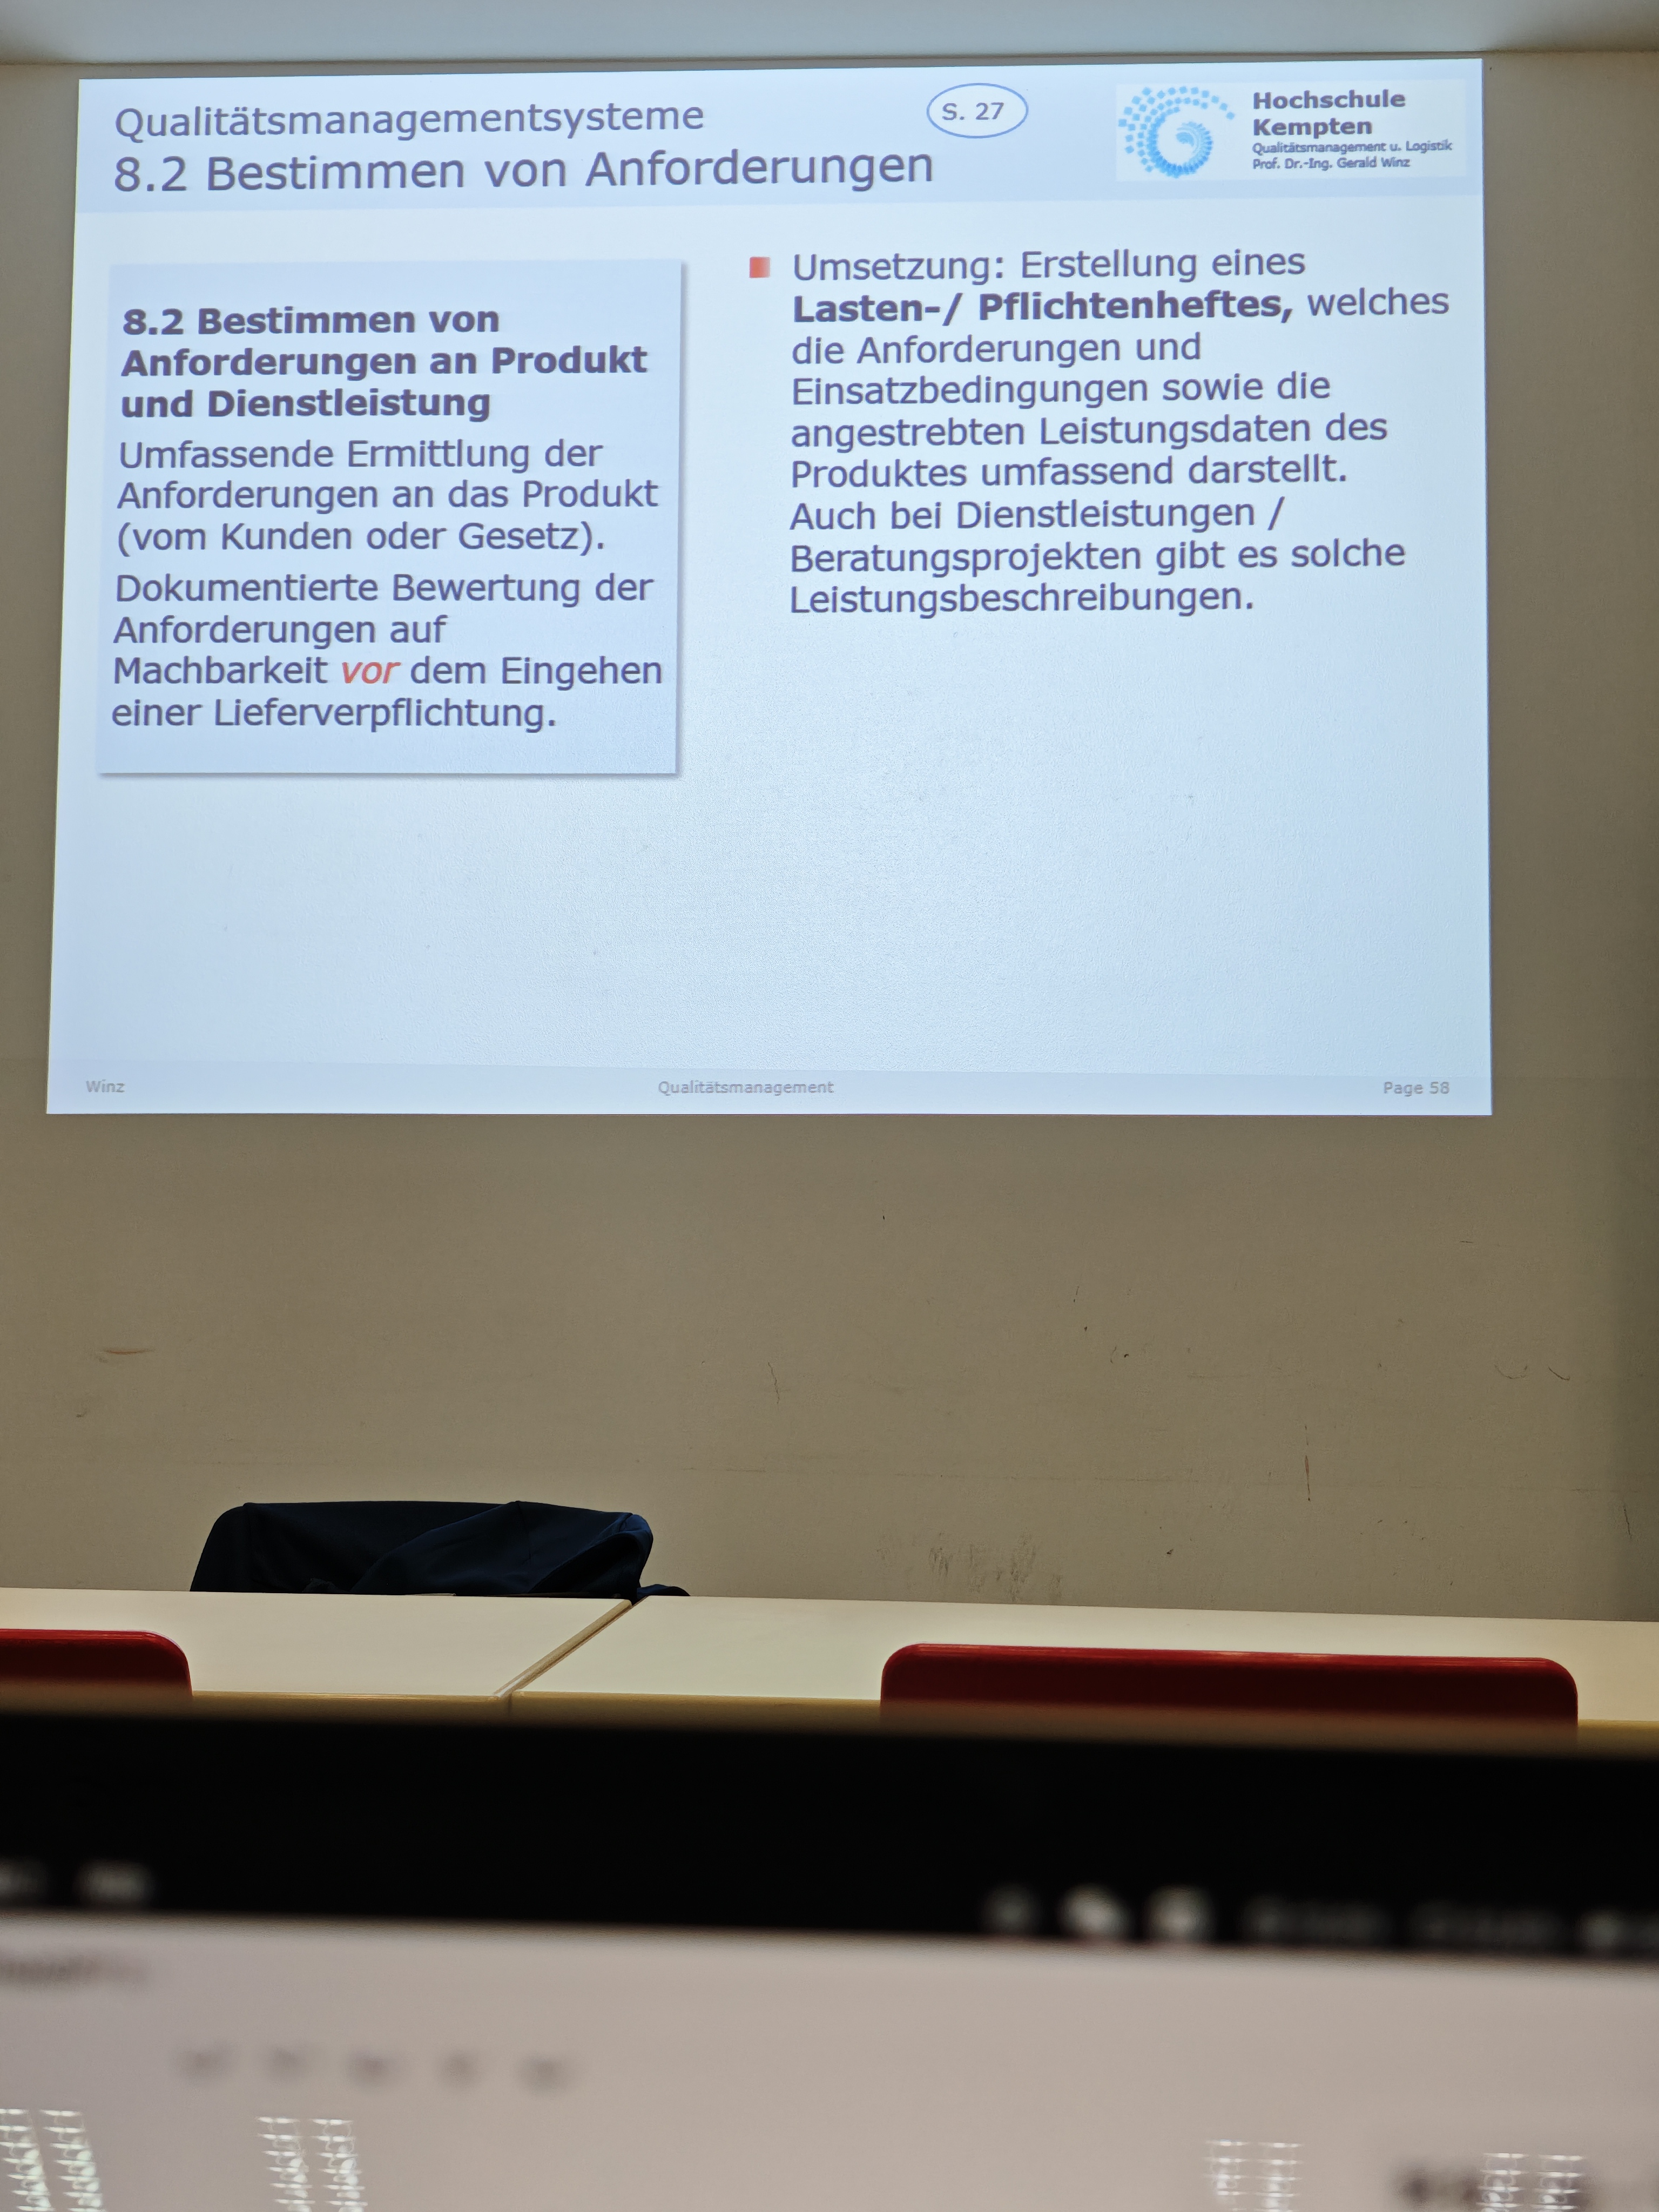 Qualitätsmanagementsysteme
8.2 Bestimmen von Anforderungen
S. 27
Hochschule
Kempten
Qualitätsmanagement u. Logistik
Prof. Dr.-Ing. Gerald Winz
8.2 Bestimmen von
Anforderungen an Produkt
und Dienstleistung
Umfassende Ermittlung der
Anforderungen an das Produkt
(vom Kunden oder Gesetz).
Dokumentierte Bewertung der
Anforderungen auf
Machbarkeit vor dem Eingehen
einer Lieferverpflichtung.
Umsetzung: Erstellung eines
Lasten-/ Pflichtenheftes, welches
die Anforderungen und
Einsatzbedingungen sowie die
angestrebten Leistungsdaten des
Produktes umfassend darstellt.
Auch bei Dienstleistungen /
Beratungsprojekten gibt es solche
Leistungsbeschreibungen.
Winz
Qualitätsmanagement
Page 58